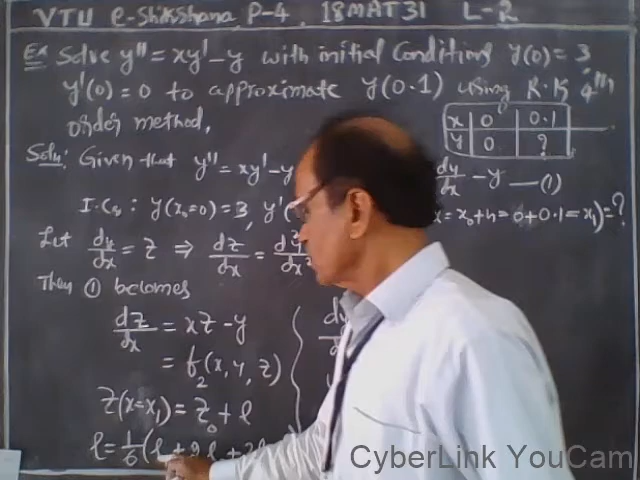 VTU e-Shikshana, P-4, 18MAT31 L-2
Ex Solve y'' = xy' - y with initial Conditions y(0) = 3,
y'(0) = 0 to approximate y(0.1) using R.K 4th
order method.
x 0 0.1
y 0 ?
Solu: Given that y'' = xy' - y
dy/dx - y — (1)
I.Cs: y(x0=0) = 3, y'(
x = x0+h = 0+0.1 = x1) = ?
Let dy/dx = z ⇒ dz/dx = d²y/dx²
Then ① becomes
dz/dx = xz - y
= f2(x, y, z)
z(x=x1) = z0 + l
l = 1/6 (l
CyberLink YouCam